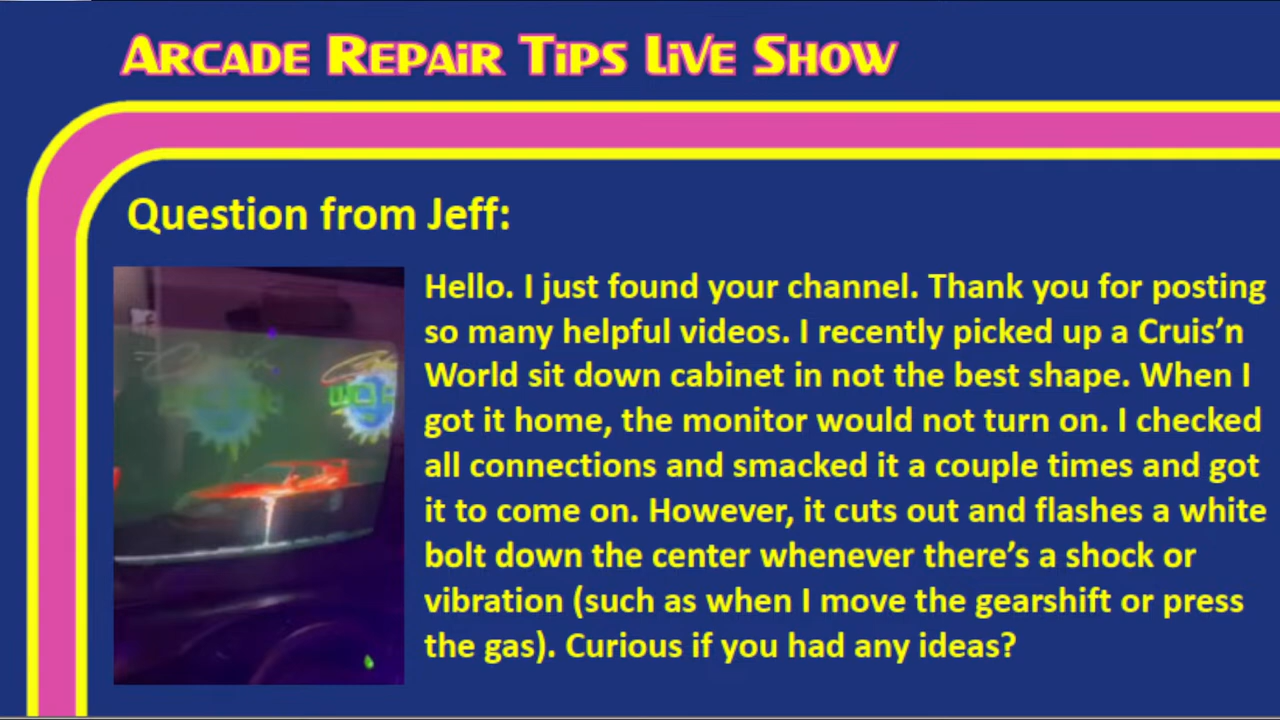 Arcade Repair Tips Live Show
Question from Jeff:
Hello. I just found your channel. Thank you for posting
so many helpful videos. I recently picked up a Cruis’n
World sit down cabinet in not the best shape. When I
got it home, the monitor would not turn on. I checked
all connections and smacked it a couple times and got
it to come on. However, it cuts out and flashes a white
bolt down the center whenever there’s a shock or
vibration (such as when I move the gearshift or press
the gas). Curious if you had any ideas?